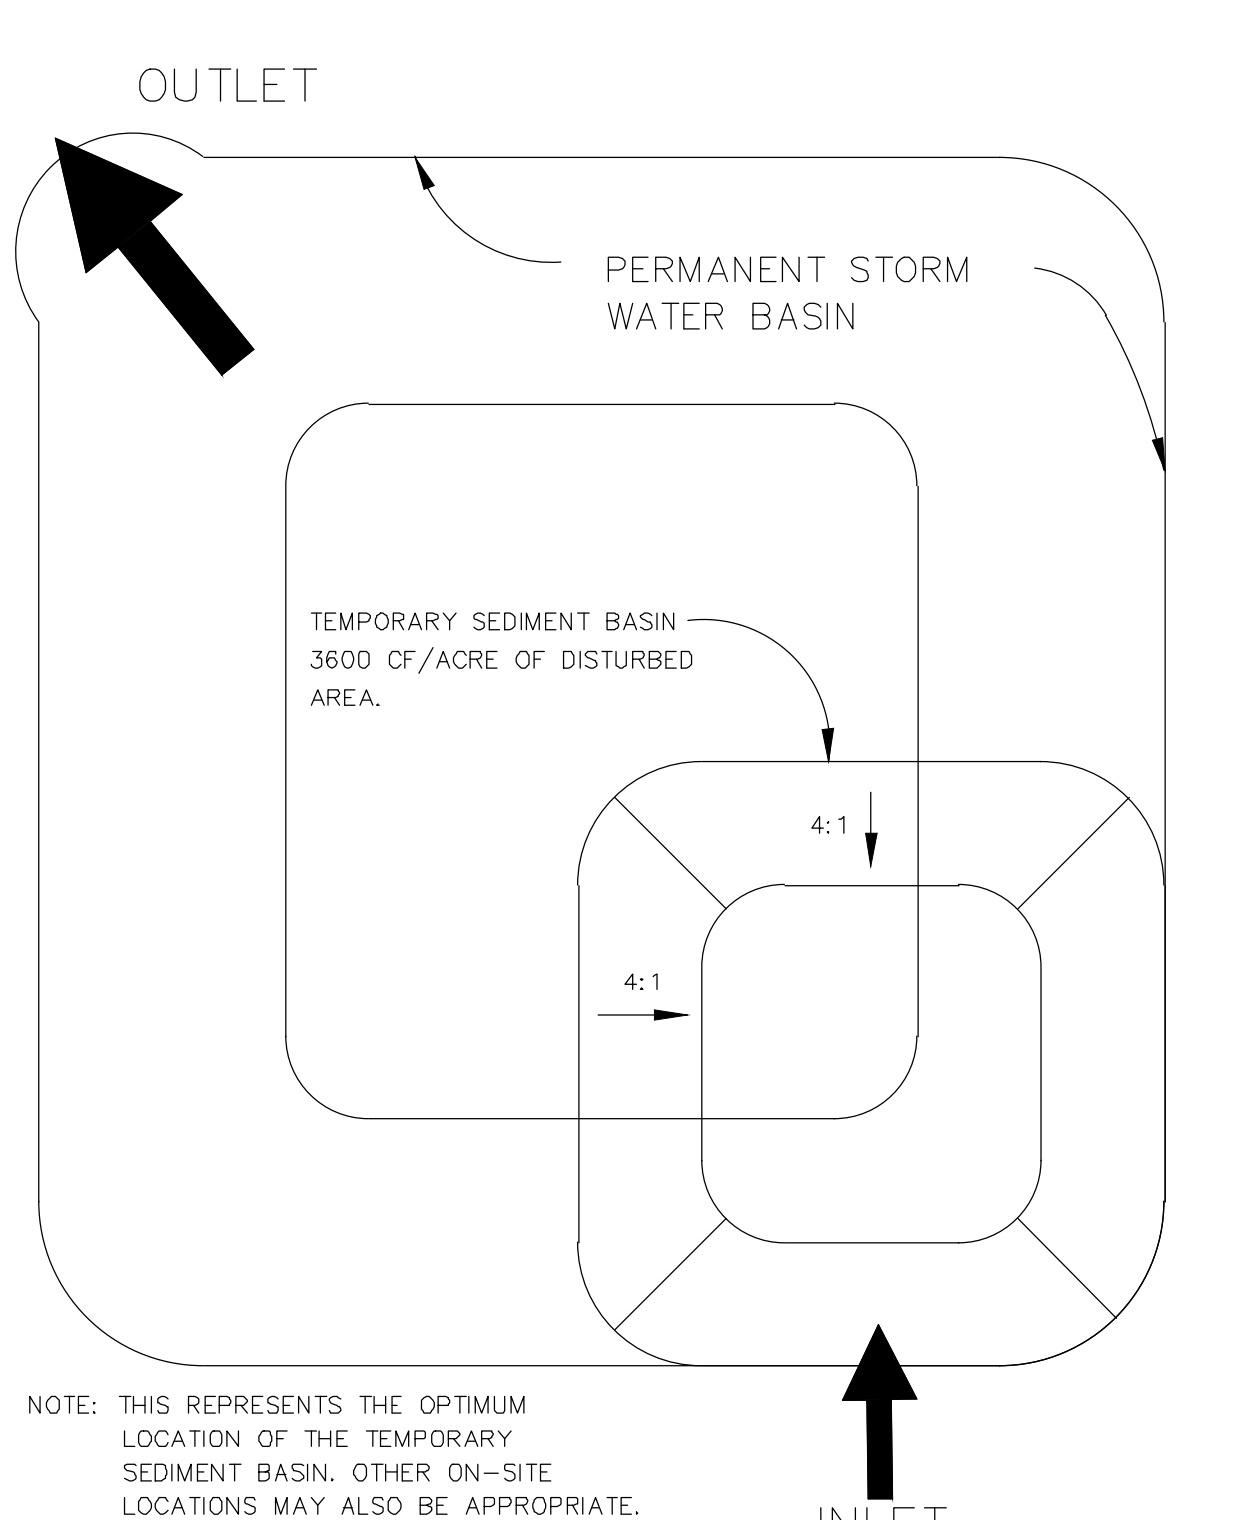 OUTLET
PERMANENT STORM
WATER BASIN
TEMPORARY SEDIMENT BASIN
3600 CF/ACRE OF DISTURBED
AREA.
4:1
4:1
NOTE: THIS REPRESENTS THE OPTIMUM
LOCATION OF THE TEMPORARY
SEDIMENT BASIN. OTHER ON-SITE
LOCATIONS MAY ALSO BE APPROPRIATE.
INLET